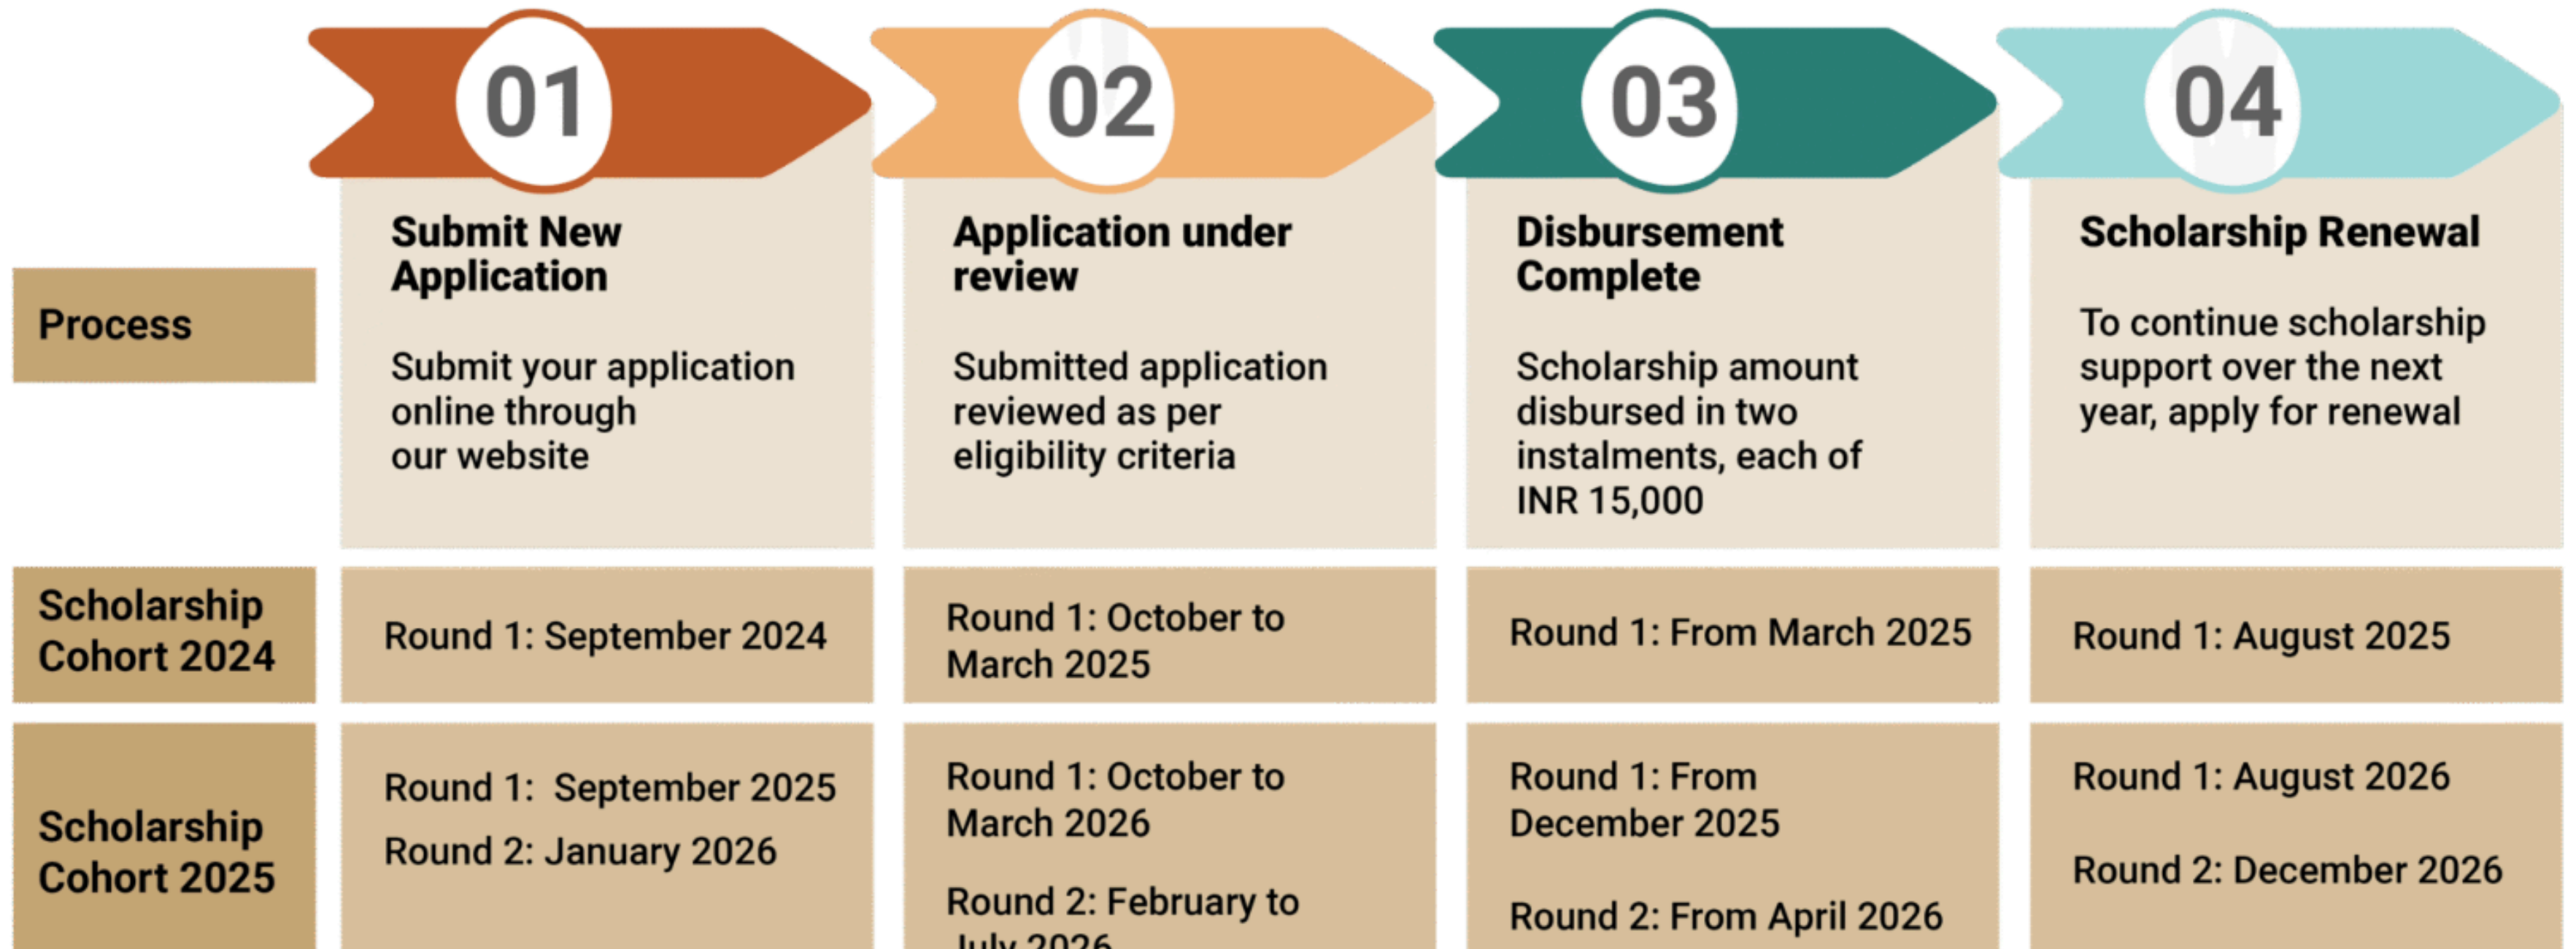 01
02
03
04
Process
Submit New
Application
Submit your application
online through
our website
Application under
review
Submitted application
reviewed as per
eligibility criteria
Disbursement
Complete
Scholarship amount
disbursed in two
instalments, each of
INR 15,000
Scholarship Renewal
To continue scholarship
support over the next
year, apply for renewal
Scholarship
Cohort 2024
Round 1: September 2024
Round 1: October to
March 2025
Round 1: From March 2025
Round 1: August 2025
Scholarship
Cohort 2025
Round 1:  September 2025
Round 2: January 2026
Round 1: October to
March 2026
Round 2: February to
July 2026
Round 1: From
December 2025
Round 2: From April 2026
Round 1: August 2026
Round 2: December 2026